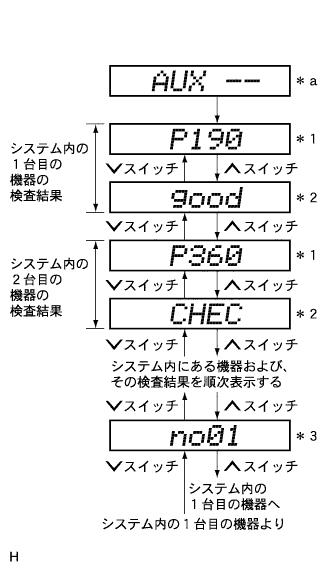 AUX --
＊a
P190
＊1
システム内の
1台目の
機器の
検査結果
∨スイッチ
∧スイッチ
good
＊2
∨スイッチ
∧スイッチ
P360
＊1
システム内の
2台目の
機器の
検査結果
∨スイッチ
∧スイッチ
CHEC
＊2
∨スイッチ
∧スイッチ
システム内にある機器および、
その検査結果を順次表示する
∨スイッチ
∧スイッチ
no01
＊3
∨スイッチ
∧スイッチ
システム内の
1台目の機器へ
システム内の1台目の機器より
H